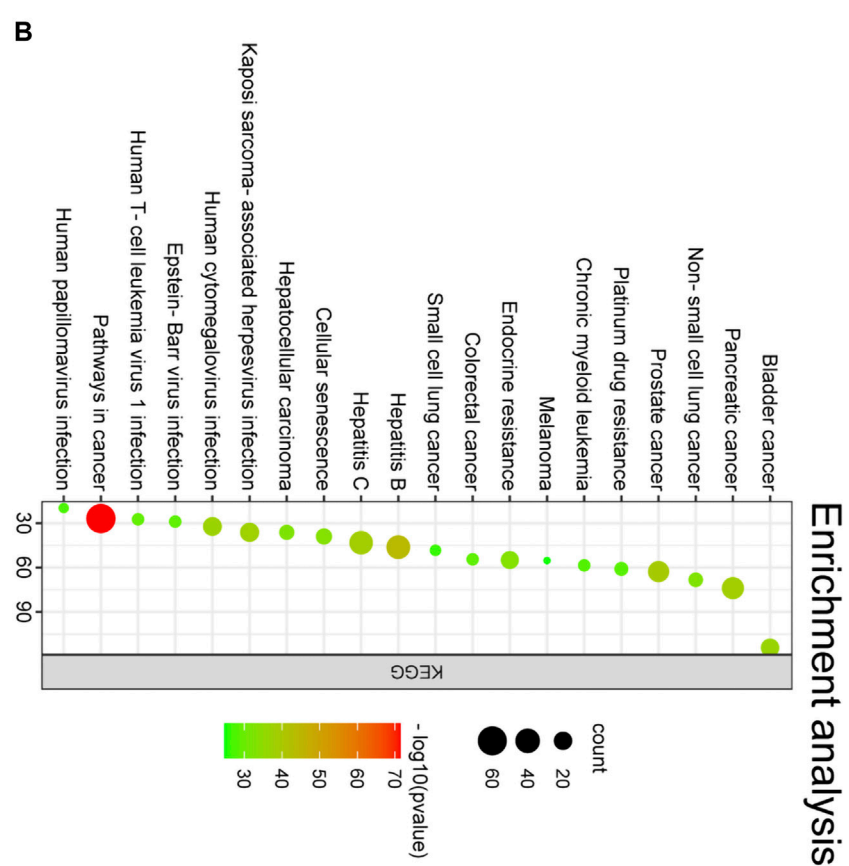 B
Enrichment analysis
Bladder cancer
Pancreatic cancer
Non- small cell lung cancer
Prostate cancer
Platinum drug resistance
Chronic myeloid leukemia
Melanoma
Endocrine resistance
Colorectal cancer
Small cell lung cancer
Hepatitis B
Hepatitis C
Cellular senescence
Hepatocellular carcinoma
Kaposi sarcoma- associated herpesvirus infection
Human cytomegalovirus infection
Epstein- Barr virus infection
Human T- cell leukemia virus 1 infection
Pathways in cancer
Human papillomavirus infection
30
60
90
KEGG
count
20
40
60
- log10(pvalue)
70
60
50
40
30